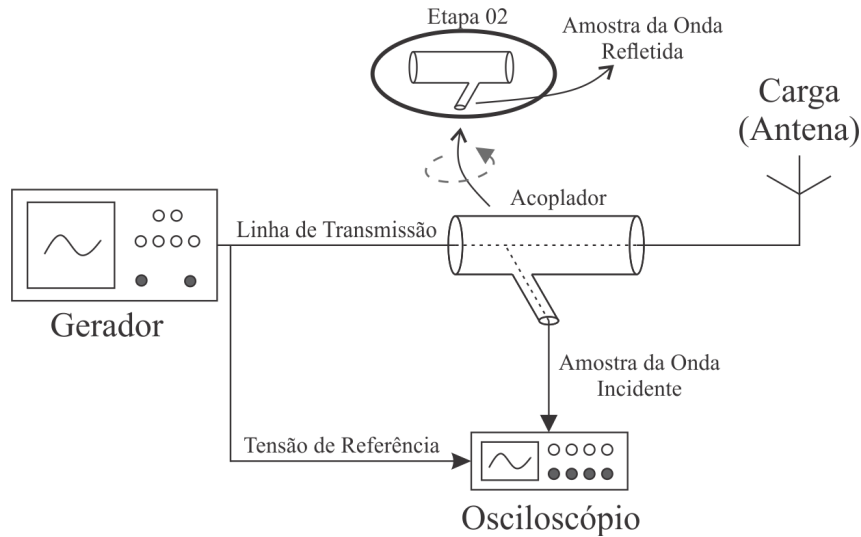 Etapa 02
Amostra da Onda
Refletida
Carga
(Antena)
Acoplador
Linha de Transmissão
Gerador
Amostra da Onda
Incidente
Tensão de Referência
Osciloscópio